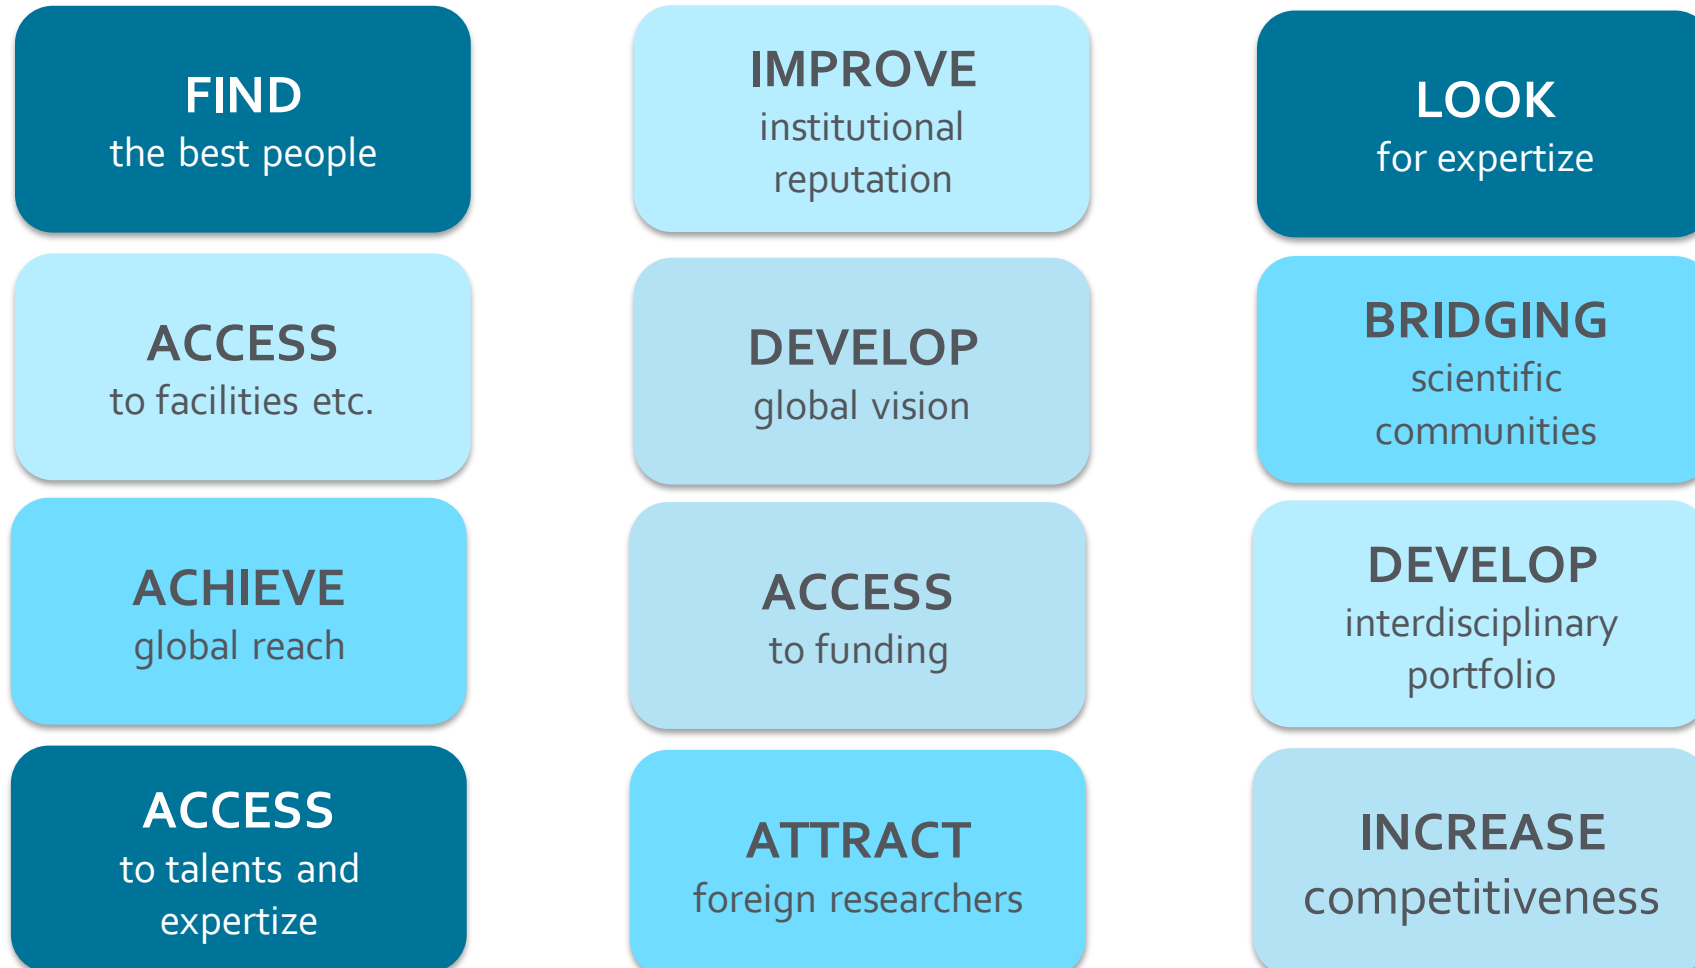 FIND
the best people
IMPROVE
institutional
reputation
LOOK
for expertize
ACCESS
to facilities etc.
DEVELOP
global vision
BRIDGING
scientific
communities
ACHIEVE
global reach
ACCESS
to funding
DEVELOP
interdisciplinary
portfolio
ACCESS
to talents and
expertize
ATTRACT
foreign researchers
INCREASE
competitiveness